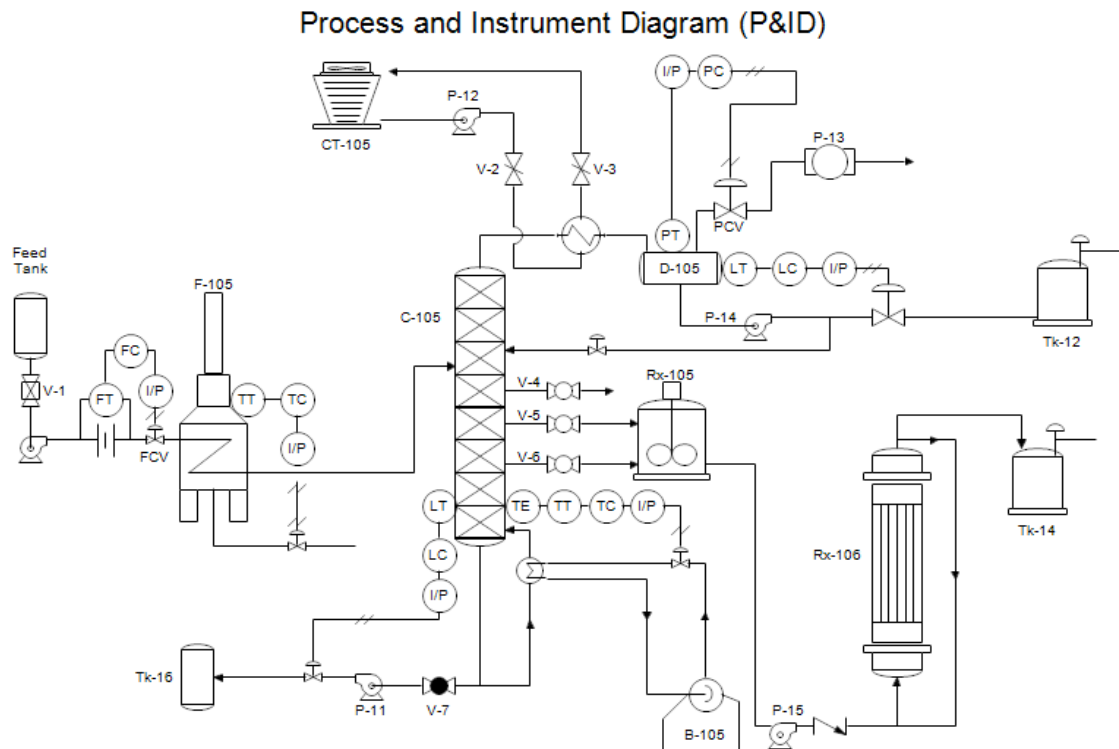 Process and Instrument Diagram (P&ID)
I/P
PC
P-12
P-13
CT-105
V-2
V-3
PCV
PT
Feed
Tank
D-105
LT
LC
I/P
F-105
C-105
P-14
Tk-12
FC
V-1
FT
I/P
TT
TC
V-4
Rx-105
V-5
FCV
I/P
V-6
LT
TE
TT
TC
I/P
Tk-14
LC
Rx-106
I/P
Tk-16
P-11
V-7
P-15
B-105